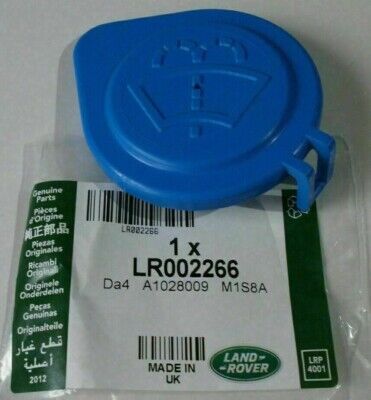 Genuine
Parts
Pièces
d'Origine
純正部品
Piezas
Originales
Ricambi
Originali
Originele
Onderdelen
Peças
Genuinas
Originalteile
قطع غيار
أصلية
2012
LR002266
1 x
LR002266
Da4 A1028009 M1S8A
MADE IN
UK
LAND
ROVER
LRP
4001